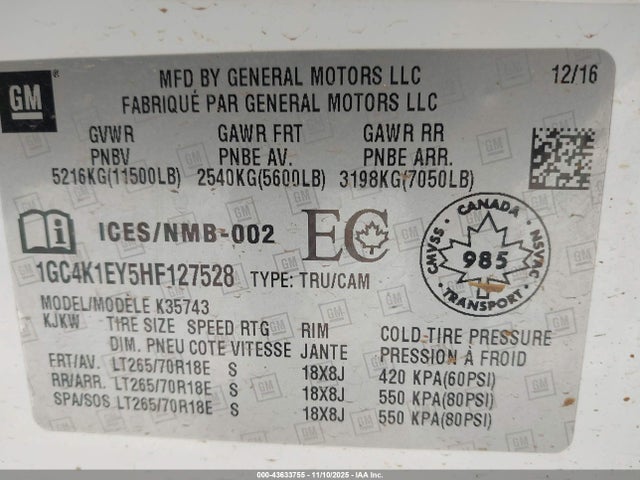 GM
MFD BY GENERAL MOTORS LLC 12/16
FABRIQUÉ PAR GENERAL MOTORS LLC
GVWR GAWR FRT GAWR RR
PNBV PNBE AV. PNBE ARR.
5216KG(11500LB) 2540KG(5600LB) 3198KG(7050LB)
ICES/NMB-002 EC
CANADA CMVSS NSVAC 985 TRANSPORT
1GC4K1EY5HF127528 TYPE: TRU/CAM
MODEL/MODÈLE K35743
KJKW TIRE SIZE SPEED RTG RIM COLD TIRE PRESSURE
DIM. PNEU COTE VITESSE JANTE PRESSION À FROID
FRT/AV. LT265/70R18E S 18X8J 420 KPA(60PSI)
RR/ARR. LT265/70R18E S 18X8J 550 KPA(80PSI)
SPA/SOS LT265/70R18E S 18X8J 550 KPA(80PSI)
000-43633755 - 11/10/2025 - IAA Inc.